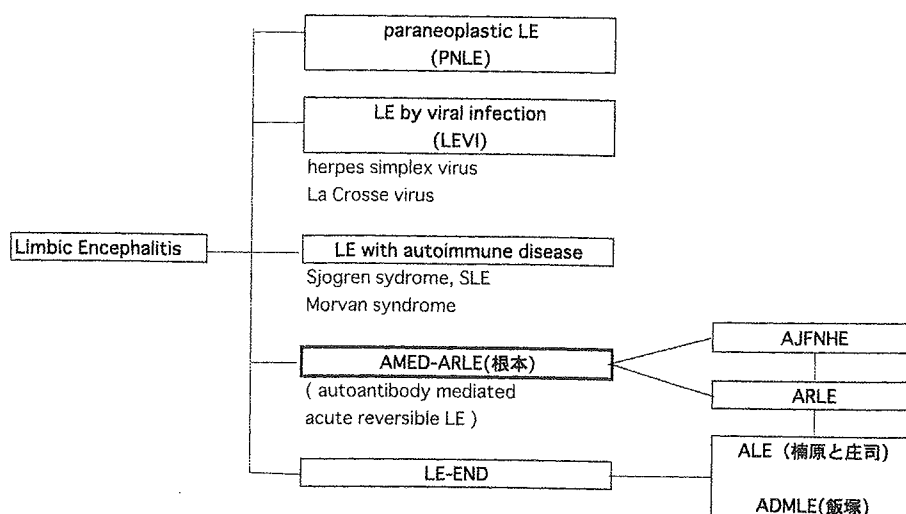 paraneoplastic LE
(PNLE)
LE by viral infection
(LEVI)
herpes simplex virus
La Crosse virus
Limbic Encephalitis
LE with autoimmune disease
Sjogren sydrome, SLE
Morvan syndrome
AMED-ARLE(根本)
( autoantibody mediated
acute reversible LE )
AJFNHE
ARLE
LE-END
ALE（楠原と庄司）
ADMLE(飯塚)